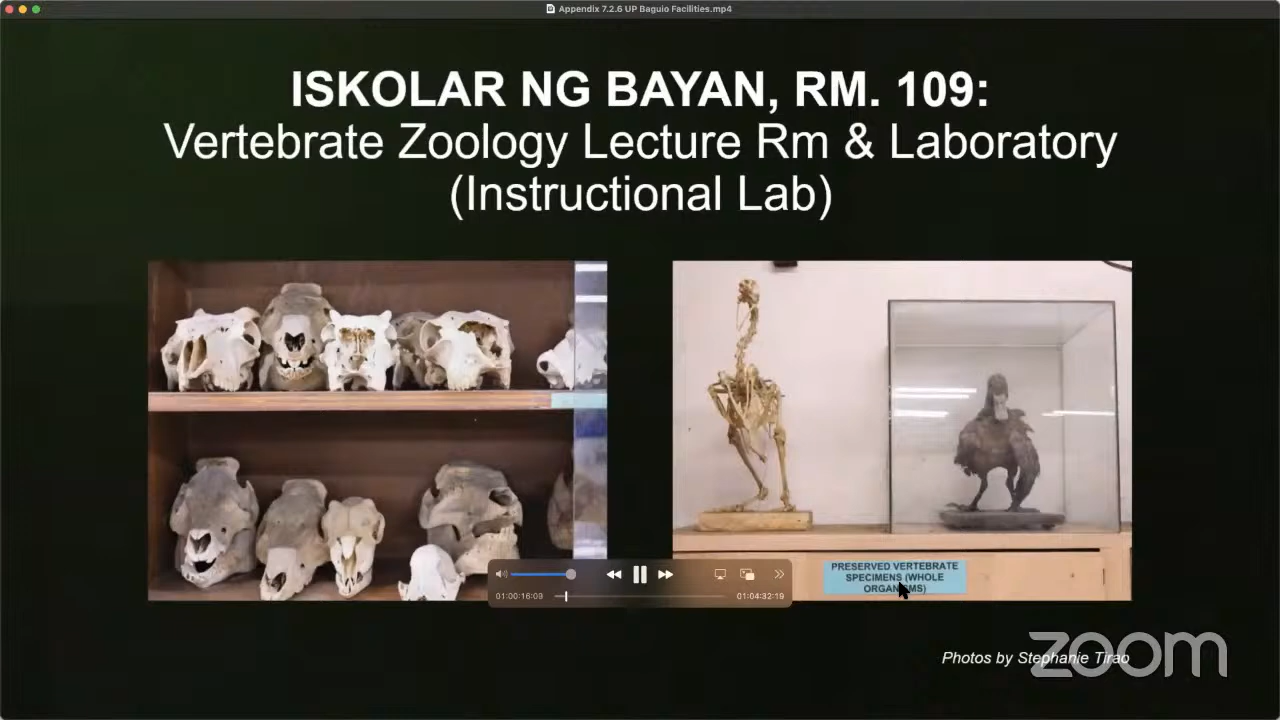 Appendix 7.2.6 UP Baguio Facilities.mp4
ISKOLAR NG BAYAN, RM. 109:
Vertebrate Zoology Lecture Rm & Laboratory
(Instructional Lab)
PRESERVED VERTEBRATE
SPECIMENS (WHOLE
ORGANISMS)
01:00:16:09
01:04:32:19
Photos by Stephanie Tirao
zoom